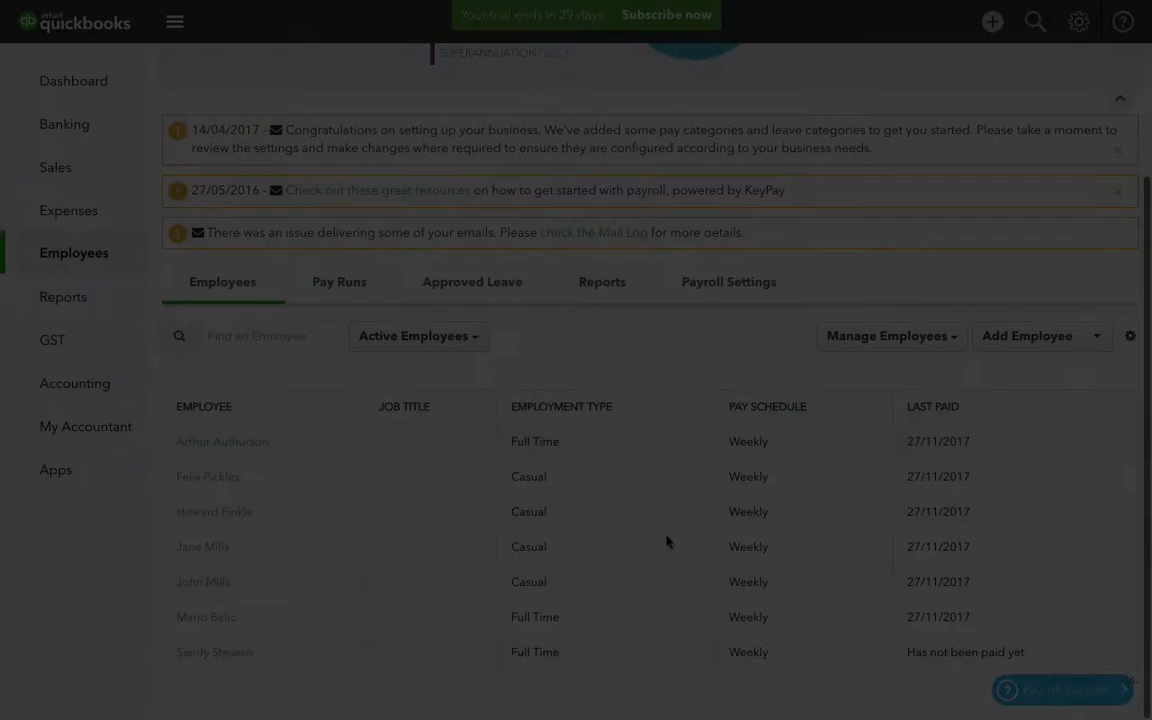 intuit
quickbooks
Your trial ends in 29 days
Subscribe now
Dashboard
Banking
Sales
Expenses
Employees
Reports
GST
Accounting
My Accountant
Apps
SUPERANNUATION (SGC)
14/04/2017 - Congratulations on setting up your business. We've added some pay categories and leave categories to get you started. Please take a moment to
review the settings and make changes where required to ensure they are configured according to your business needs.
27/05/2016 - Check out these great resources on how to get started with payroll, powered by KeyPay
There was an issue delivering some of your emails. Please check the Mail Log for more details.
Employees Pay Runs Approved Leave Reports Payroll Settings
Find an Employee Active Employees Manage Employees Add Employee
EMPLOYEE JOB TITLE EMPLOYMENT TYPE PAY SCHEDULE LAST PAID
Arthur Authurson Full Time Weekly 27/11/2017
Felix Pickles Casual Weekly 27/11/2017
Howard Finkle Casual Weekly 27/11/2017
Jane Mills Casual Weekly 27/11/2017
John Mills Casual Weekly 27/11/2017
Mario Belic Full Time Weekly 27/11/2017
Sandy Stevens Full Time Weekly Has not been paid yet
Payroll Support